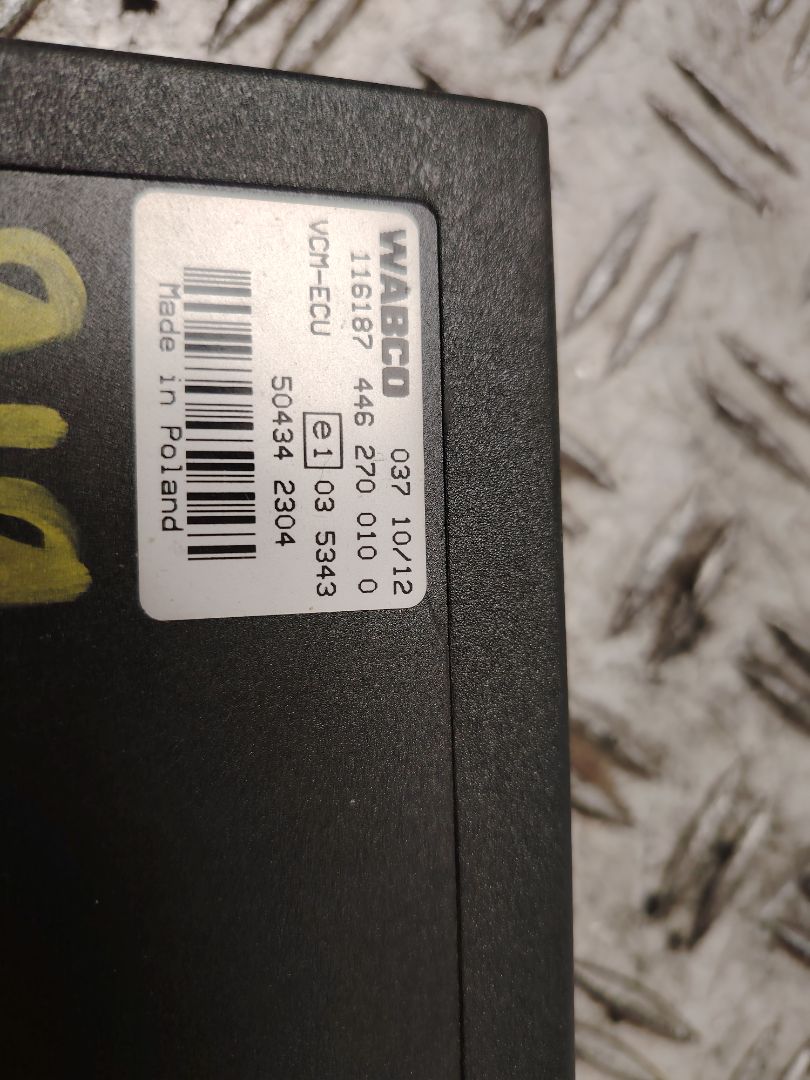 WABCO 037 10/12
116187 446 270 010 0
VCM-ECU e1 03 5343
50434 2304
Made in Poland